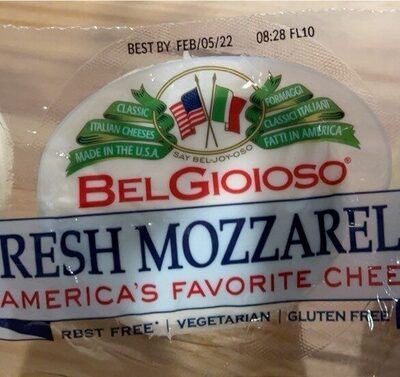 BEST BY FEB/05/22 08:28 FL10
CLASSIC
ITALIAN CHEESES
MADE IN THE U.S.A.
FORMAGGI
CLASSICI ITALIANI
FATTI IN AMERICA
SAY BEL-JOY-OSO
BELGIOIOSO®
RESH MOZZAREL
AMERICA'S FAVORITE CHEE
RBST FREE* | VEGETARIAN | GLUTEN FREE